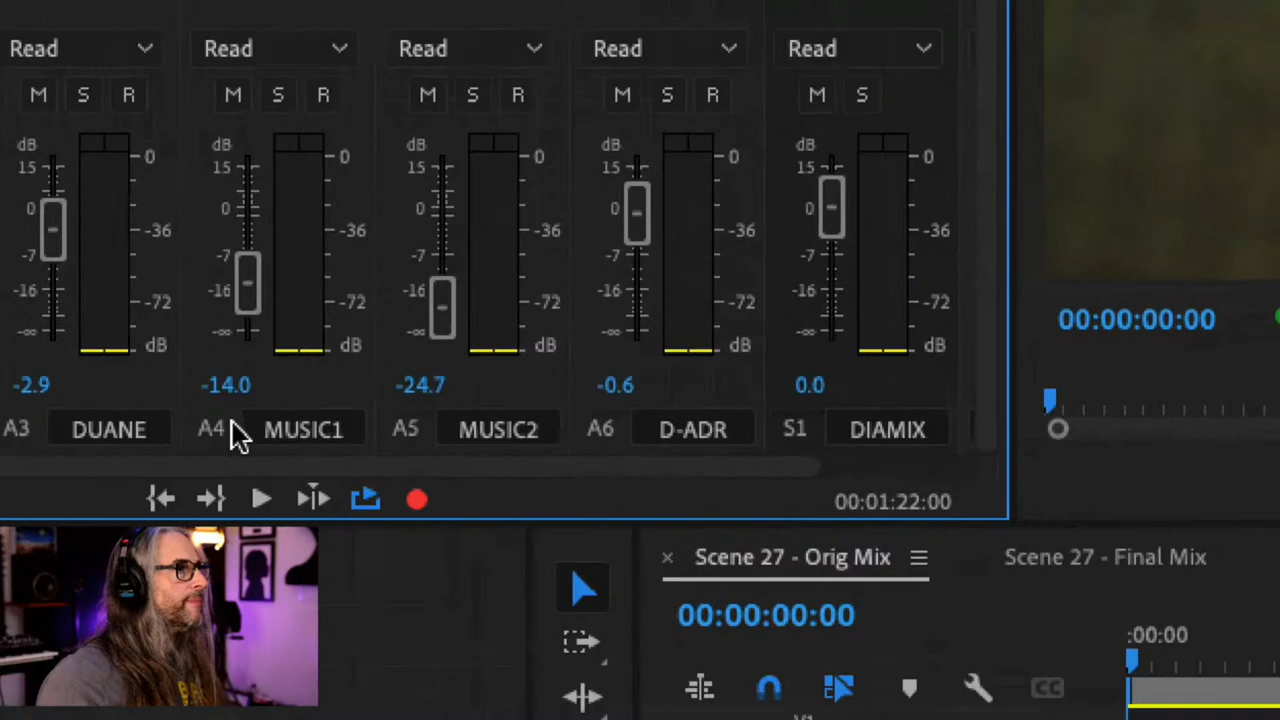 Read Read Read Read Read
M S R M S R M S R M S R M S
dB dB dB dB dB
15 0 15 0 15 0 15 0 15 0
0 0 0 0 0
-36 -36 -36 -36 -36
-7 -7 -7 -7 -7
-16 -16 -16 -16 -16
-72 -72 -72 -72 -72
-∞ -∞ -∞ -∞ -∞
dB dB dB dB dB
-2.9 -14.0 -24.7 -0.6 0.0
A3 DUANE A4 MUSIC1 A5 MUSIC2 A6 D-ADR S1 DIAMIX
00:01:22:00
00:00:00:00
× Scene 27 - Orig Mix Scene 27 - Final Mix
00:00:00:00
:00:00
CC